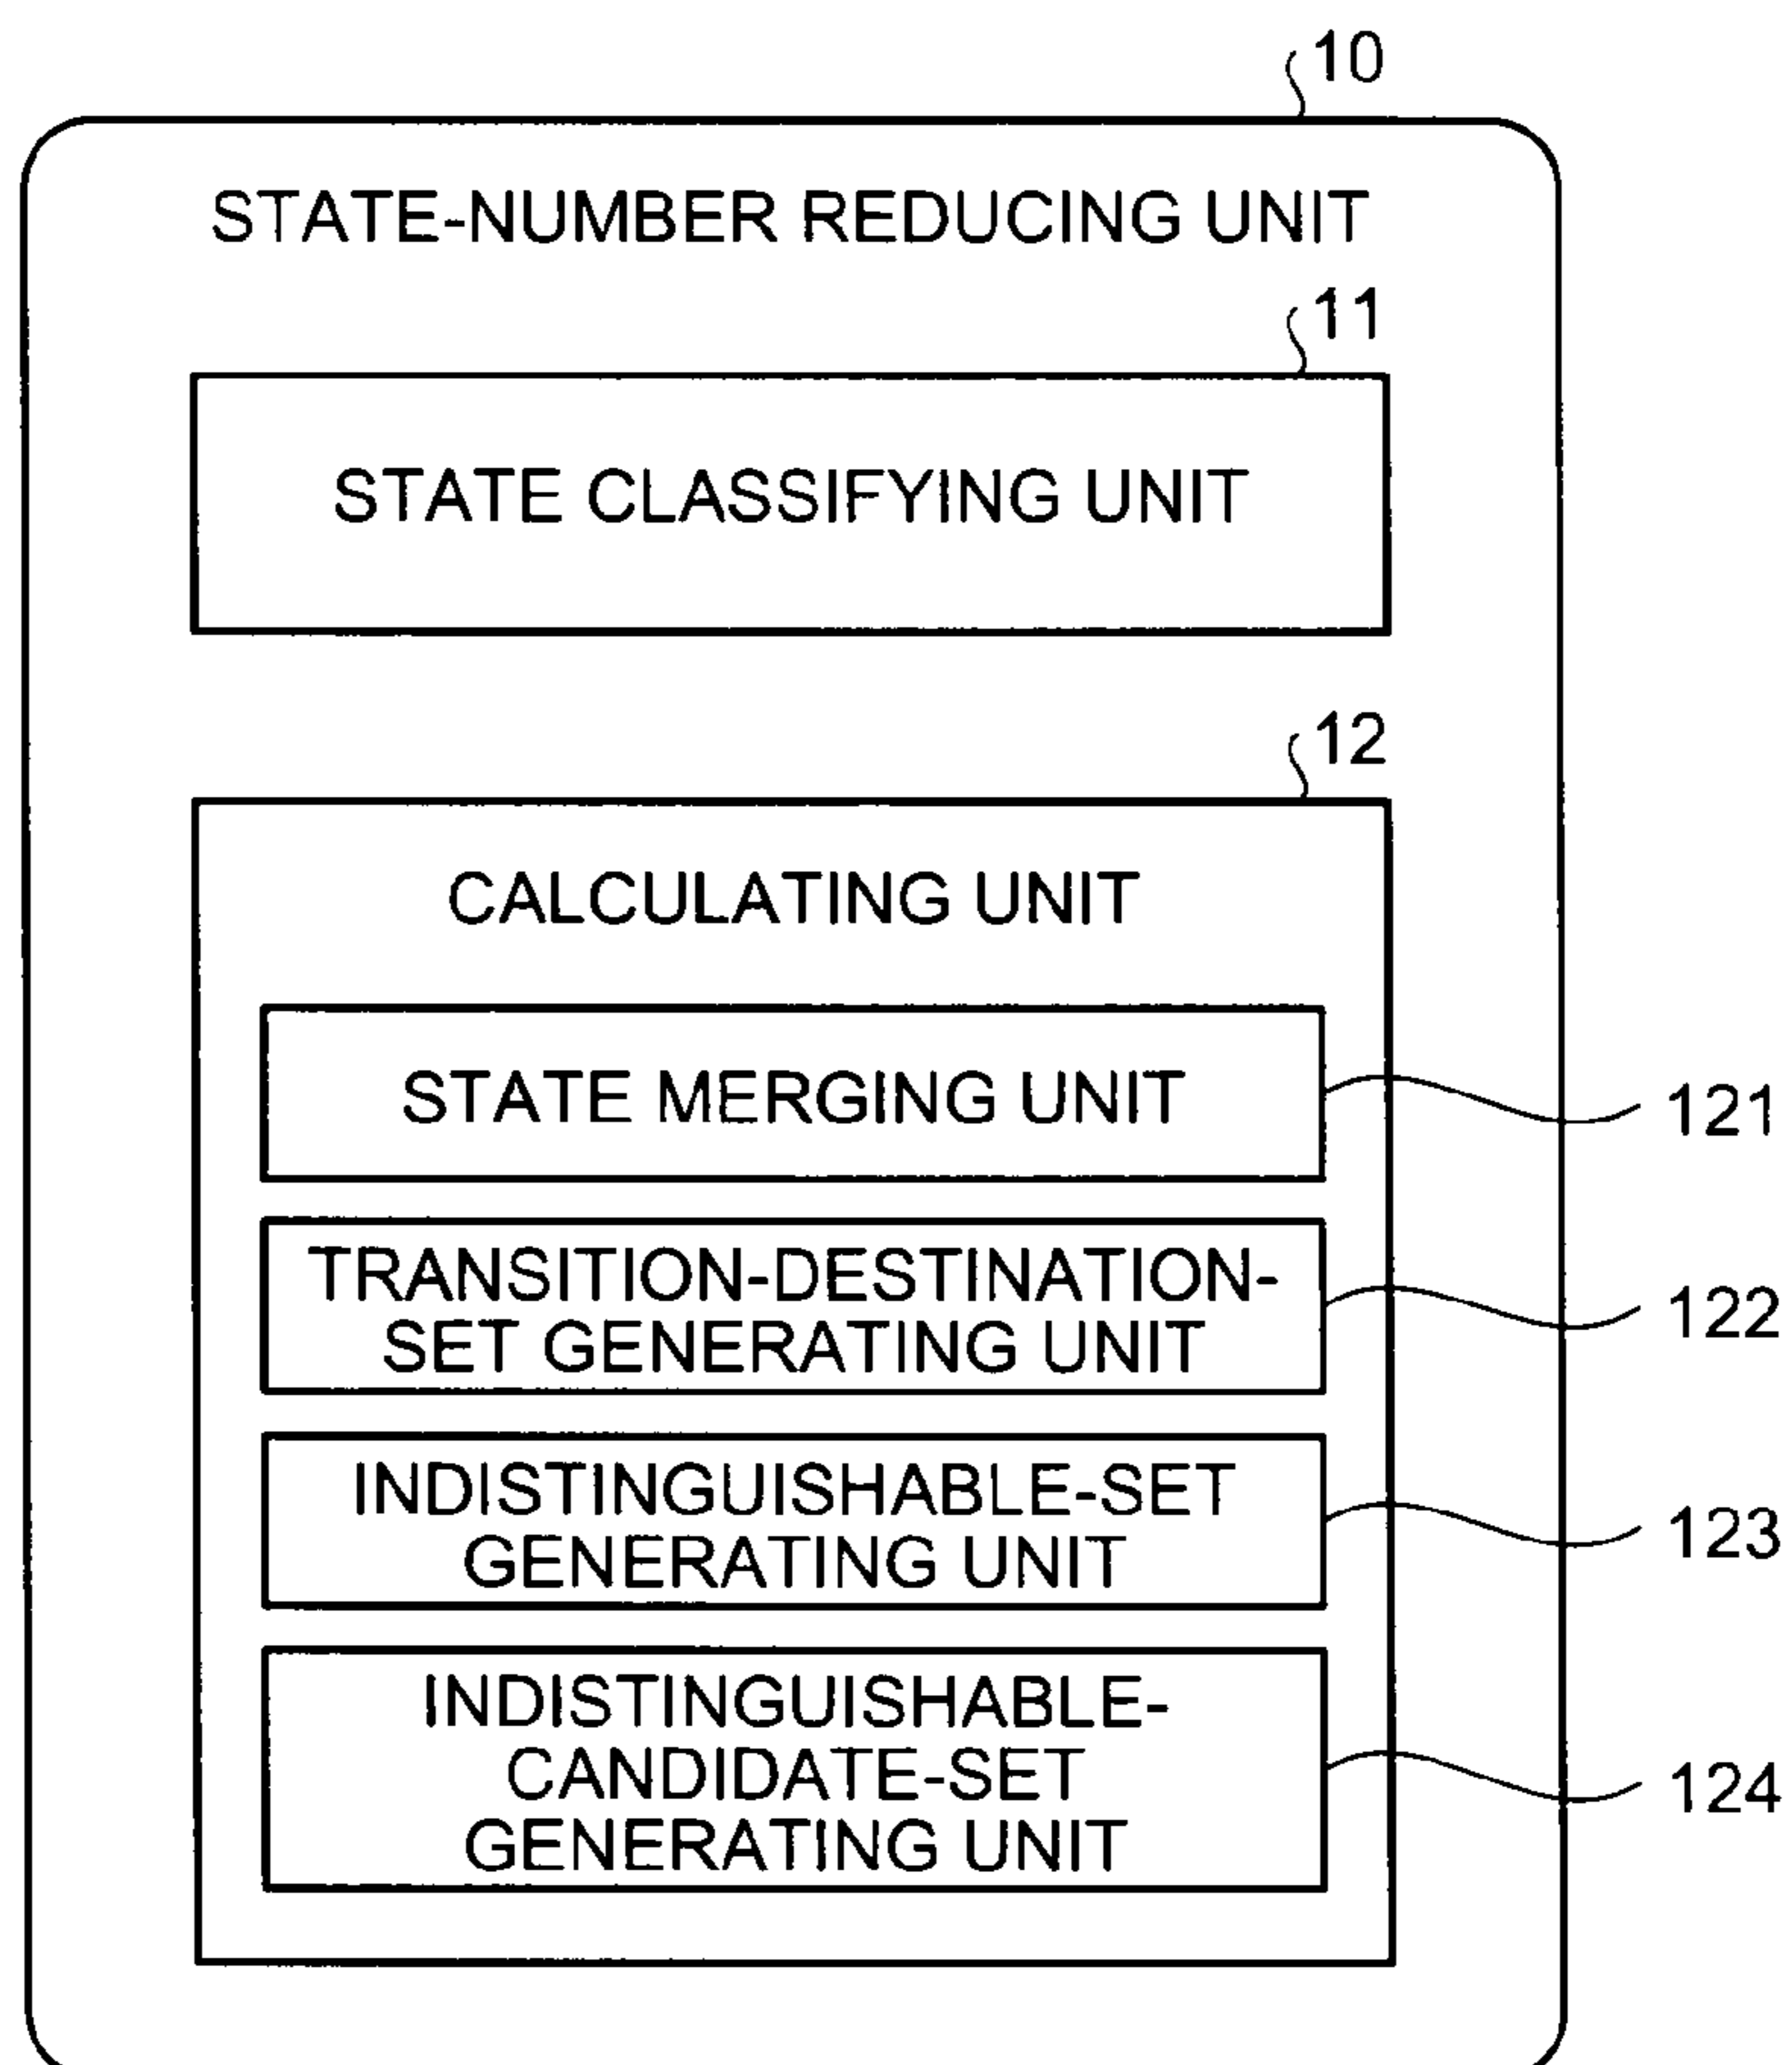 10
STATE-NUMBER REDUCING UNIT
11
STATE CLASSIFYING UNIT
12
CALCULATING UNIT
STATE MERGING UNIT
121
TRANSITION-DESTINATION-
SET GENERATING UNIT
122
INDISTINGUISHABLE-SET
GENERATING UNIT
123
INDISTINGUISHABLE-
CANDIDATE-SET
GENERATING UNIT
124